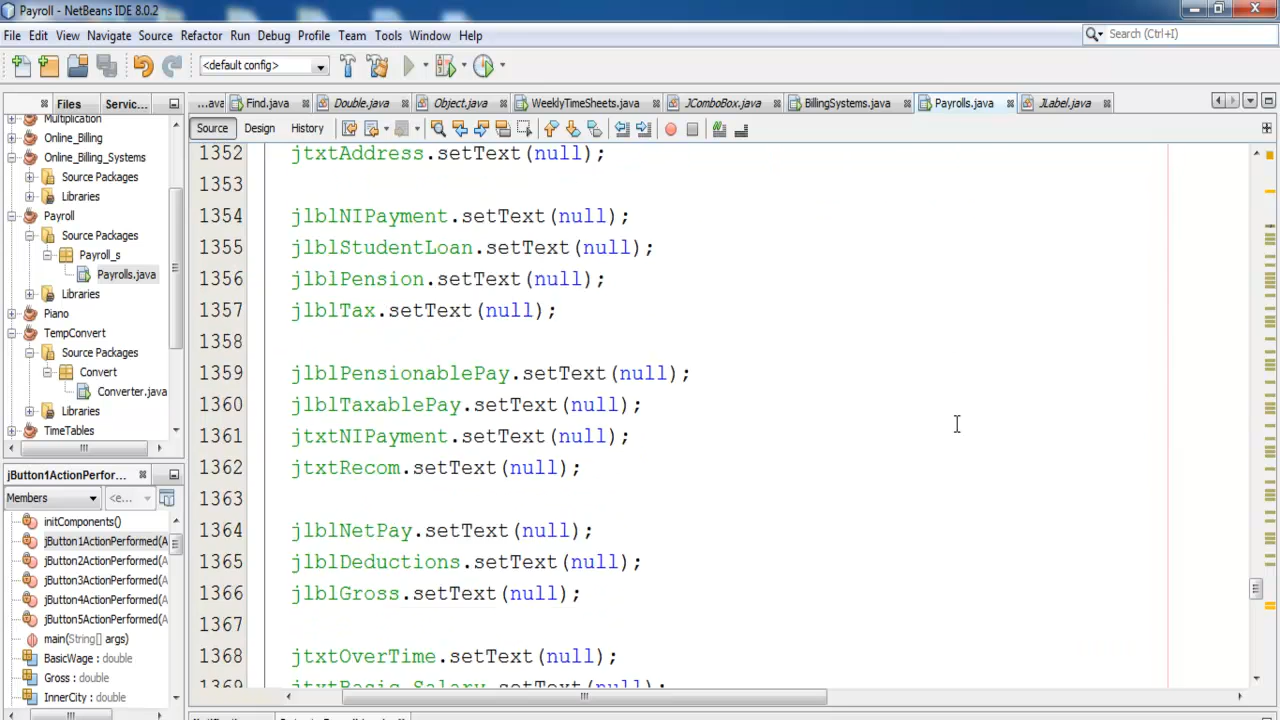 Payroll - NetBeans IDE 8.0.2
File Edit View Navigate Source Refactor Run Debug Profile Team Tools Window Help
Search (Ctrl+I)
<default config>
Files Servic...
...ava Find.java Double.java Object.java WeeklyTimeSheets.java JComboBox.java BillingSystems.java Payrolls.java JLabel.java
Source Design History
Multiplication
Online_Billing
Online_Billing_Systems
Source Packages
Libraries
Payroll
Source Packages
Payroll_s
Payrolls.java
Libraries
Piano
TempConvert
Source Packages
Convert
Converter.java
Libraries
TimeTables
jButton1ActionPerfor...
Members <e...
initComponents()
jButton1ActionPerformed(A
jButton2ActionPerformed(A
jButton3ActionPerformed(A
jButton4ActionPerformed(A
jButton5ActionPerformed(A
main(String[] args)
BasicWage : double
Gross : double
InnerCity : double
1352 jtxtAddress.setText(null);
1353
1354 jlblNIPayment.setText(null);
1355 jlblStudentLoan.setText(null);
1356 jlblPension.setText(null);
1357 jlblTax.setText(null);
1358
1359 jlblPensionablePay.setText(null);
1360 jlblTaxablePay.setText(null);
1361 jtxtNIPayment.setText(null);
1362 jtxtRecom.setText(null);
1363
1364 jlblNetPay.setText(null);
1365 jlblDeductions.setText(null);
1366 jlblGross.setText(null);
1367
1368 jtxtOverTime.setText(null);
1369 jtxtBasic_Salary.setText(null);